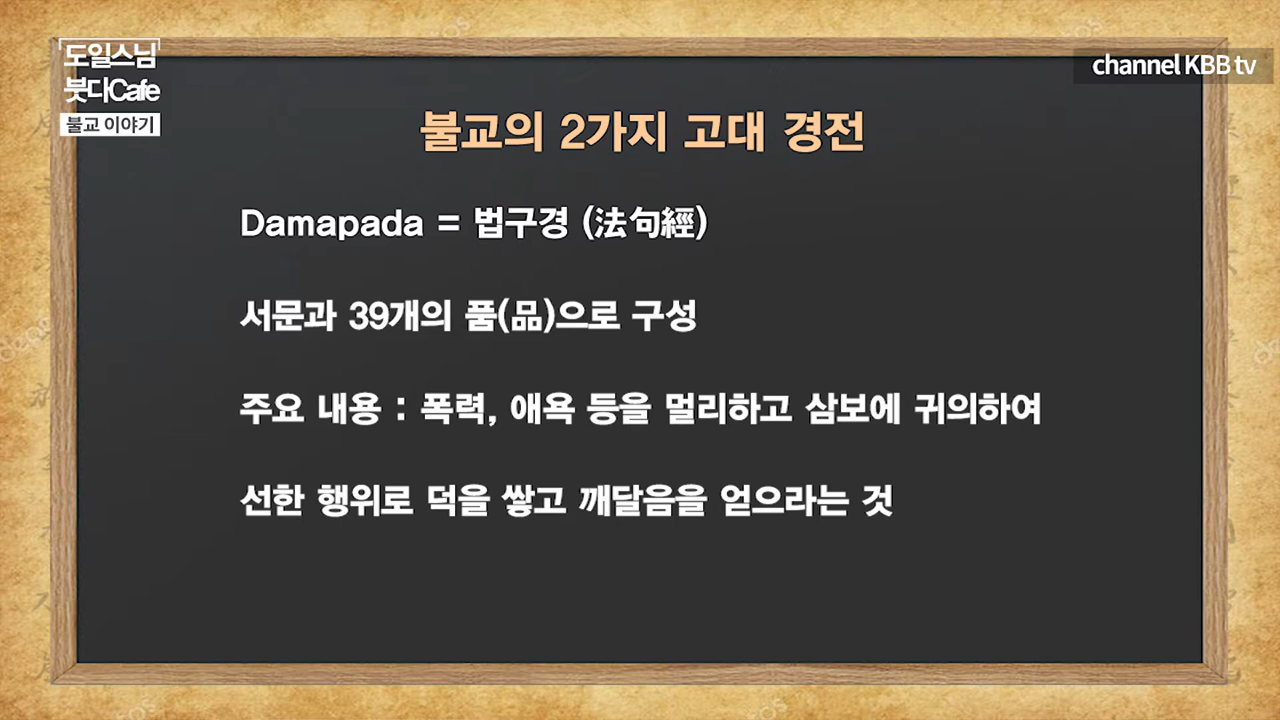 도일스님
붓다Cafe
불교 이야기
channel KBB tv
불교의 2가지 고대 경전
Damapada = 법구경 (法句經)
서문과 39개의 품(品)으로 구성
주요 내용 : 폭력, 애욕 등을 멀리하고 삼보에 귀의하여
선한 행위로 덕을 쌓고 깨달음을 얻으라는 것